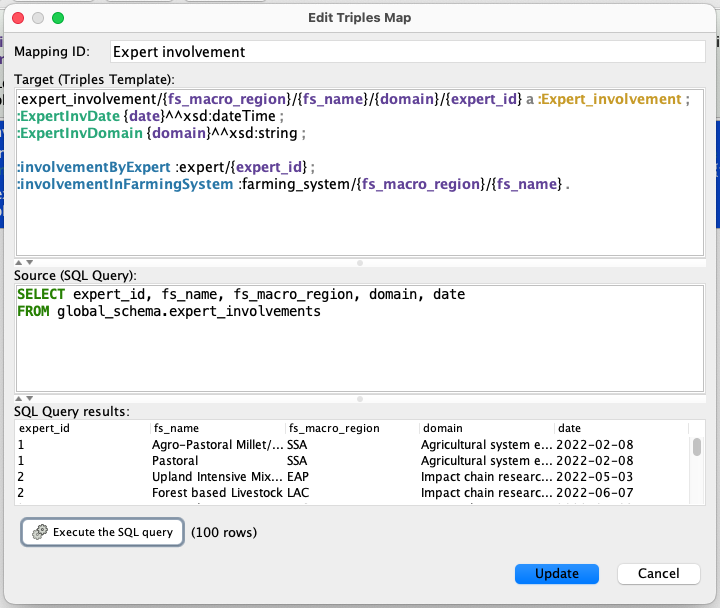 Edit Triples Map
Mapping ID: Expert involvement
Target (Triples Template):
:expert_involvement/{fs_macro_region}/{fs_name}/{domain}/{expert_id} a :Expert_involvement ;
:ExpertInvDate {date}^^xsd:dateTime ;
:ExpertInvDomain {domain}^^xsd:string ;
:involvementByExpert :expert/{expert_id} ;
:involvementInFarmingSystem :farming_system/{fs_macro_region}/{fs_name} .
Source (SQL Query):
SELECT expert_id, fs_name, fs_macro_region, domain, date
FROM global_schema.expert_involvements
SQL Query results:
expert_id fs_name fs_macro_region domain date
1 Agro-Pastoral Millet/... SSA Agricultural system e... 2022-02-08
1 Pastoral SSA Agricultural system e... 2022-02-08
2 Upland Intensive Mix... EAP Impact chain researc... 2022-05-03
2 Forest based Livestock LAC Impact chain researc... 2022-06-07
Execute the SQL query (100 rows)
Update Cancel